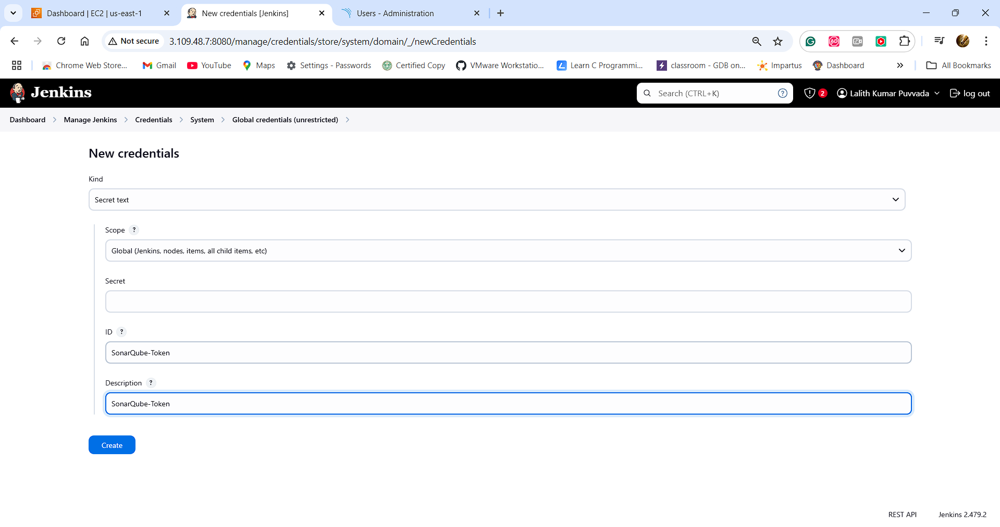 Dashboard | EC2 | us-east-1
New credentials [Jenkins]
Users - Administration
Not secure
3.109.48.7:8080/manage/credentials/store/system/domain/_/newCredentials
Chrome Web Store...
Gmail
YouTube
Maps
Settings - Passwords
Certified Copy
VMware Workstatio...
Learn C Programmi...
classroom - GDB on...
Impartus
Dashboard
All Bookmarks
Jenkins
Search (CTRL+K)
?
2
Lalith Kumar Puvvada
log out
Dashboard
Manage Jenkins
Credentials
System
Global credentials (unrestricted)
New credentials
Kind
Secret text
Scope ?
Global (Jenkins, nodes, items, all child items, etc)
Secret
ID ?
SonarQube-Token
Description ?
SonarQube-Token
Create
REST API
Jenkins 2.479.2